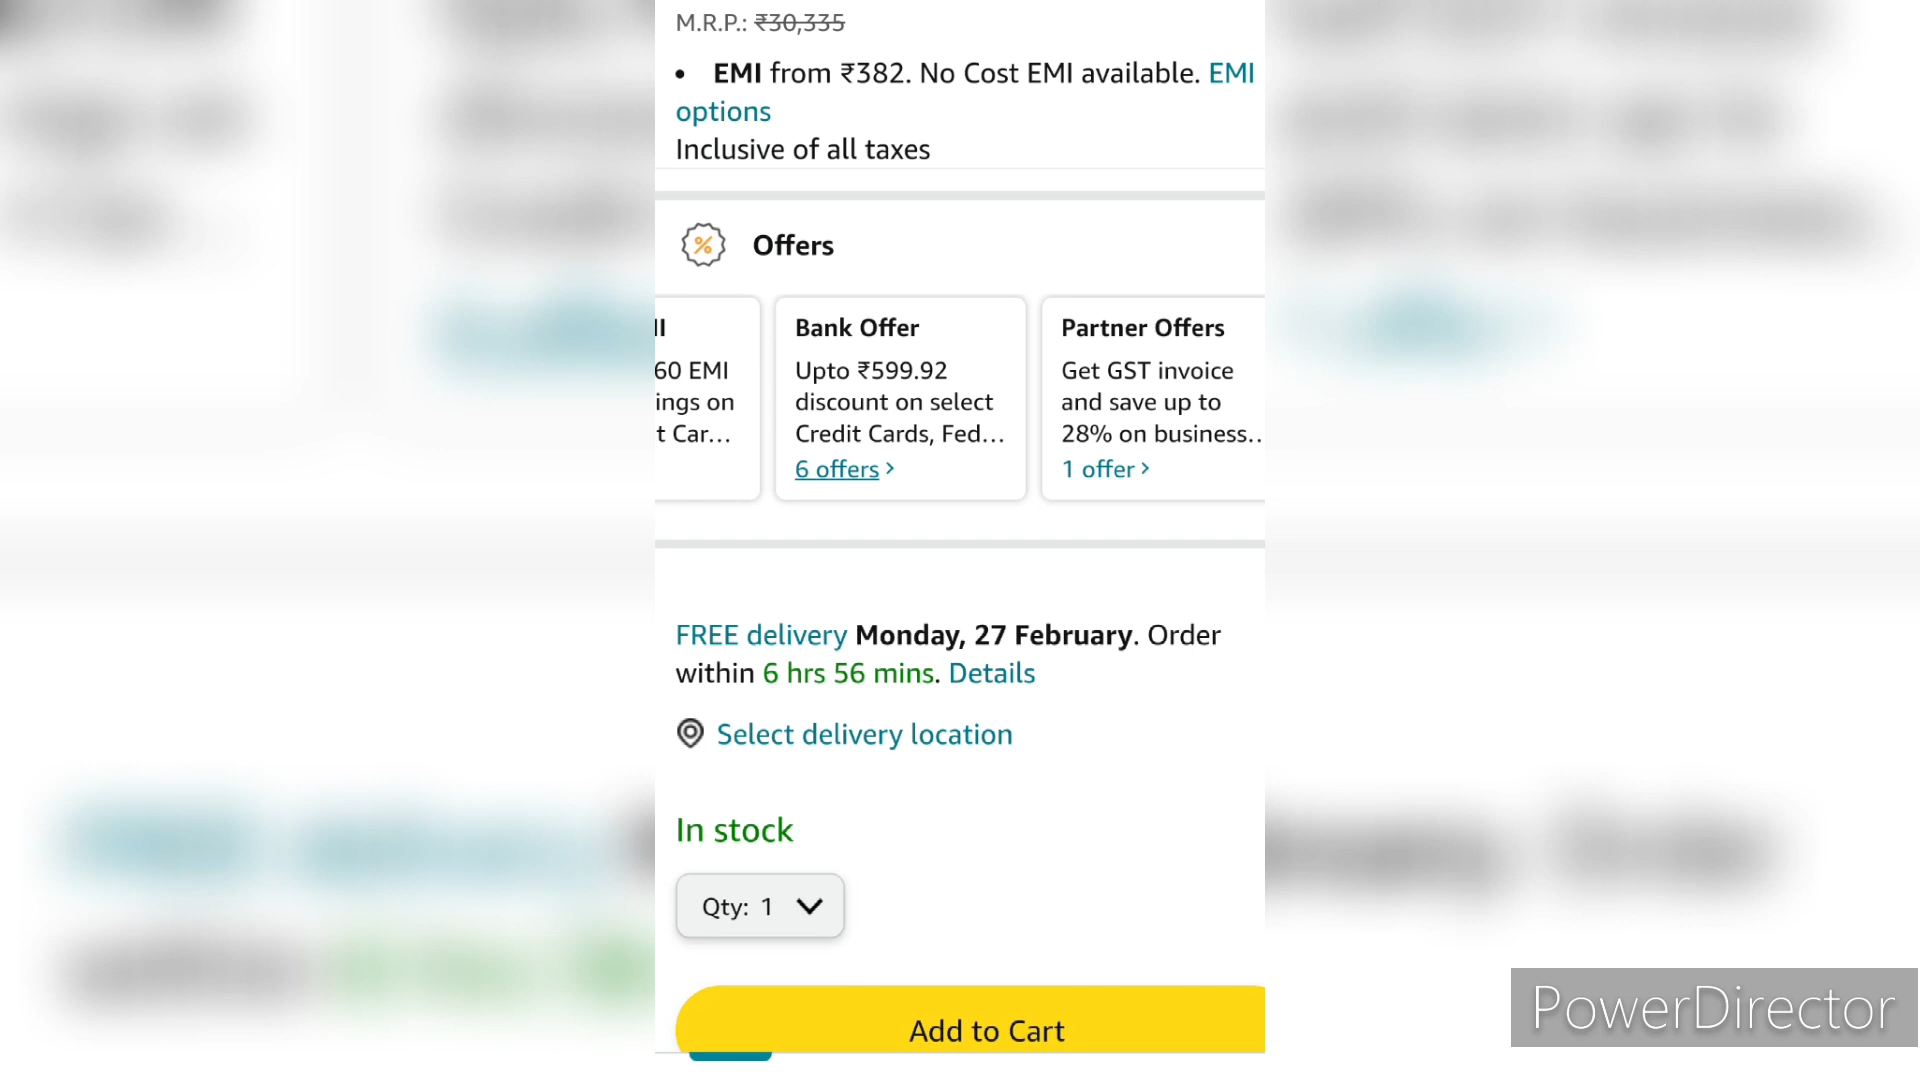 M.R.P.: ₹30,335
• EMI from ₹382. No Cost EMI available. EMI
options
Inclusive of all taxes
% Offers
60 EMI
ings on
t Car...
Bank Offer
Upto ₹599.92
discount on select
Credit Cards, Fed...
6 offers >
Partner Offers
Get GST invoice
and save up to
28% on business..
1 offer >
FREE delivery Monday, 27 February. Order
within 6 hrs 56 mins. Details
Select delivery location
In stock
Qty: 1
Add to Cart
PowerDirector